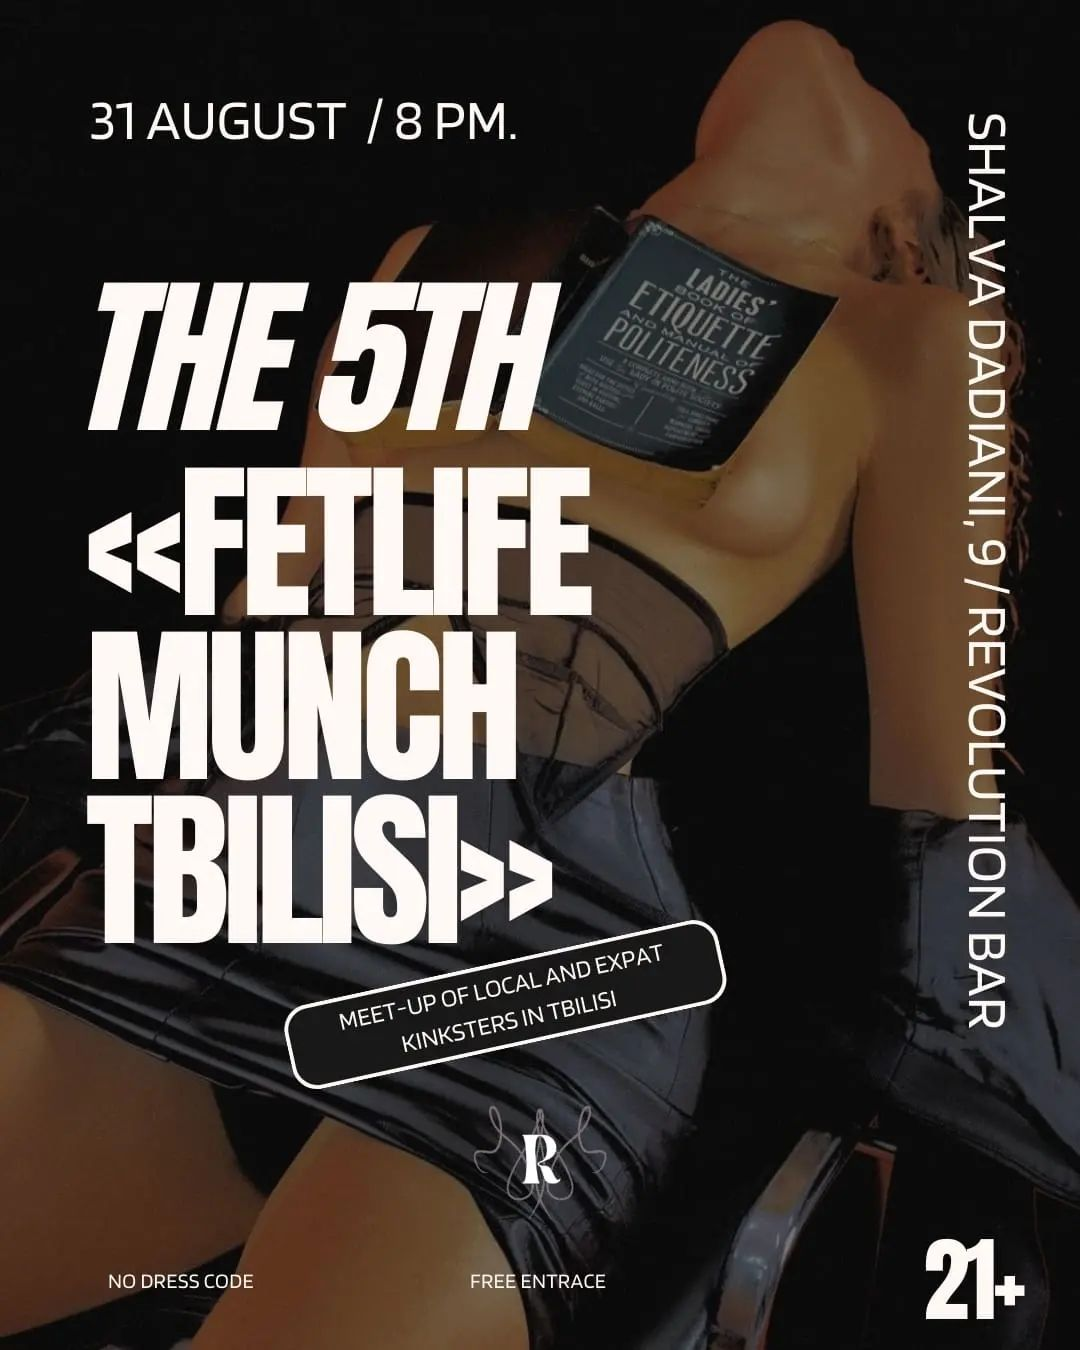 31 AUGUST / 8 PM.
SHALVA DADIANI, 9 / REVOLUTION BAR
THE
LADIES'
BOOK OF
ETIQUETTE
AND MANUAL OF
POLITENESS
THE 5TH
«FETLIFE
MUNCH
TBILISI»
MEET-UP OF LOCAL AND EXPAT
KINKSTERS IN TBILISI
R
NO DRESS CODE
FREE ENTRACE
21+